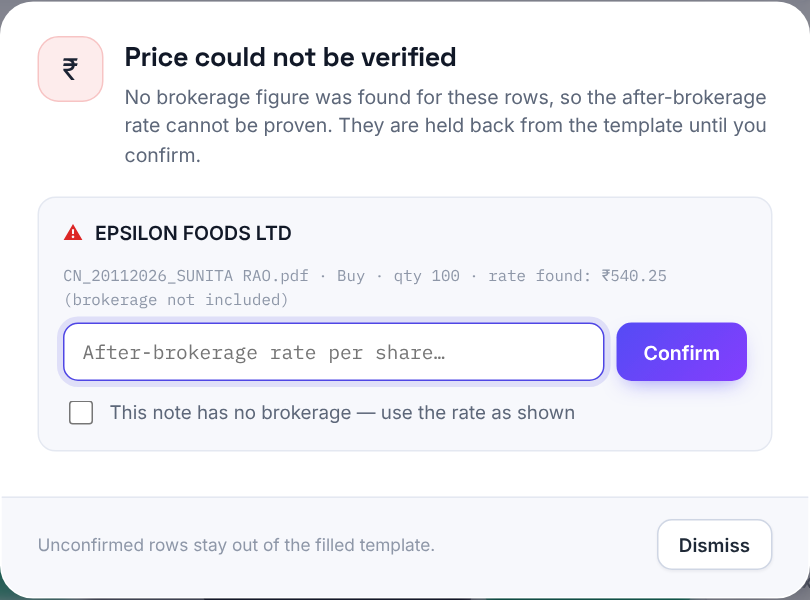 ₹
Price could not be verified
No brokerage figure was found for these rows, so the after-brokerage
rate cannot be proven. They are held back from the template until you
confirm.
EPSILON FOODS LTD
CN_20112026_SUNITA RAO.pdf · Buy · qty 100 · rate found: ₹540.25
(brokerage not included)
After-brokerage rate per share…
Confirm
This note has no brokerage — use the rate as shown
Unconfirmed rows stay out of the filled template.
Dismiss